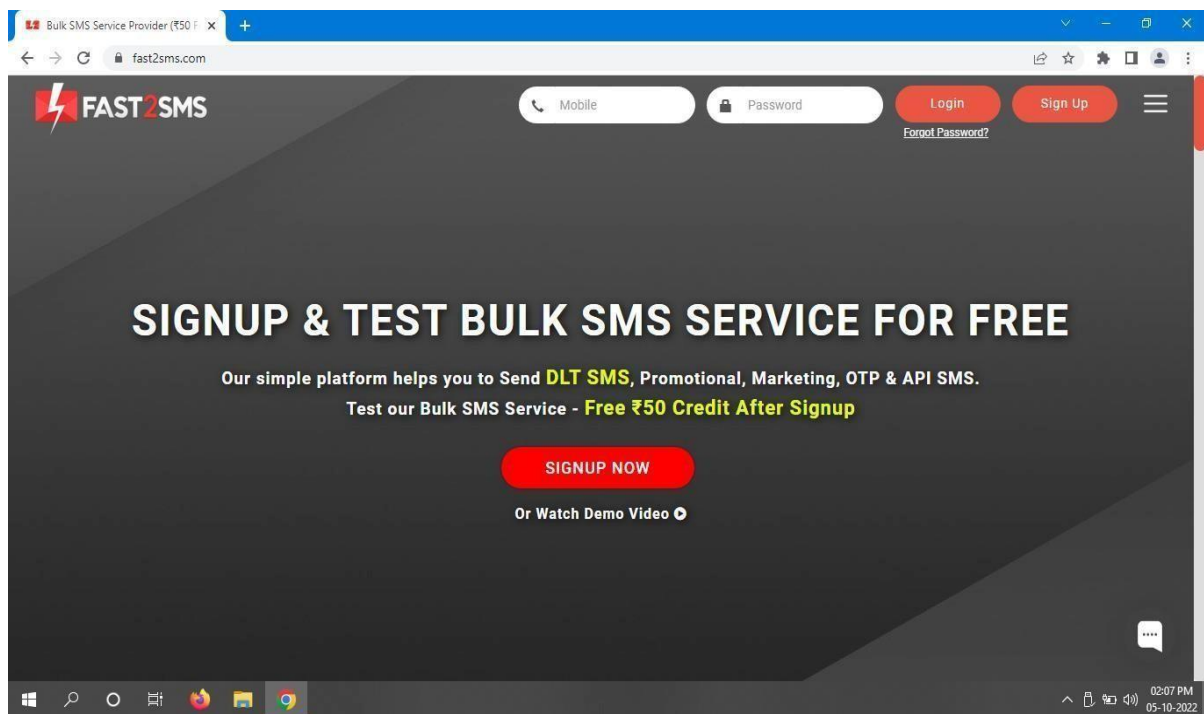 Bulk SMS Service Provider (₹50 F
fast2sms.com
FAST2SMS
Mobile
Password
Login
Sign Up
Forgot Password?
SIGNUP & TEST BULK SMS SERVICE FOR FREE
Our simple platform helps you to Send DLT SMS, Promotional, Marketing, OTP & API SMS.
Test our Bulk SMS Service - Free ₹50 Credit After Signup
SIGNUP NOW
Or Watch Demo Video
02:07 PM
05-10-2022